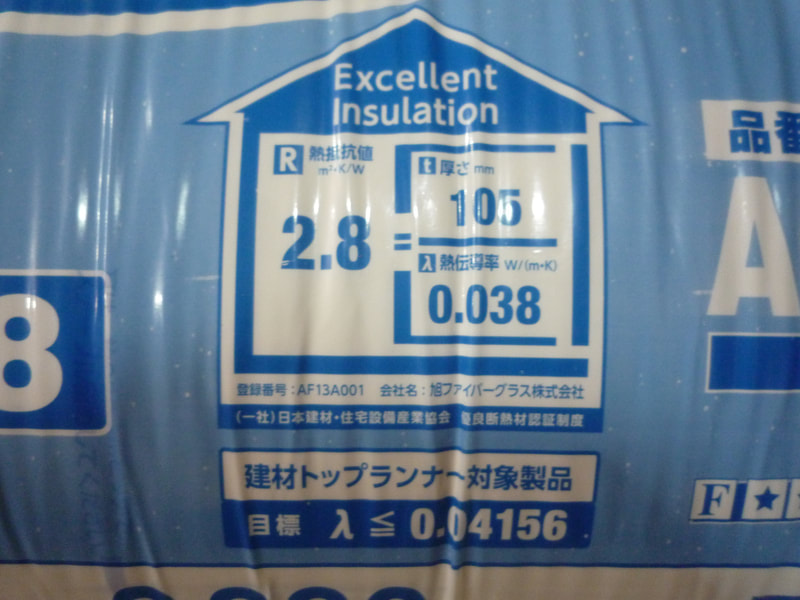 Excellent
Insulation
R 熱抵抗値
m²・K/W
2.8
=
t 厚さ mm
105
λ 熱伝導率 W/(m・K)
0.038
登録番号:AF13A001 会社名:旭ファイバーグラス株式会社
(一社)日本建材・住宅設備産業協会 優良断熱材認証制度
建材トップランナー対象製品
目標 λ ≦ 0.04156
8
品番
A
F ★